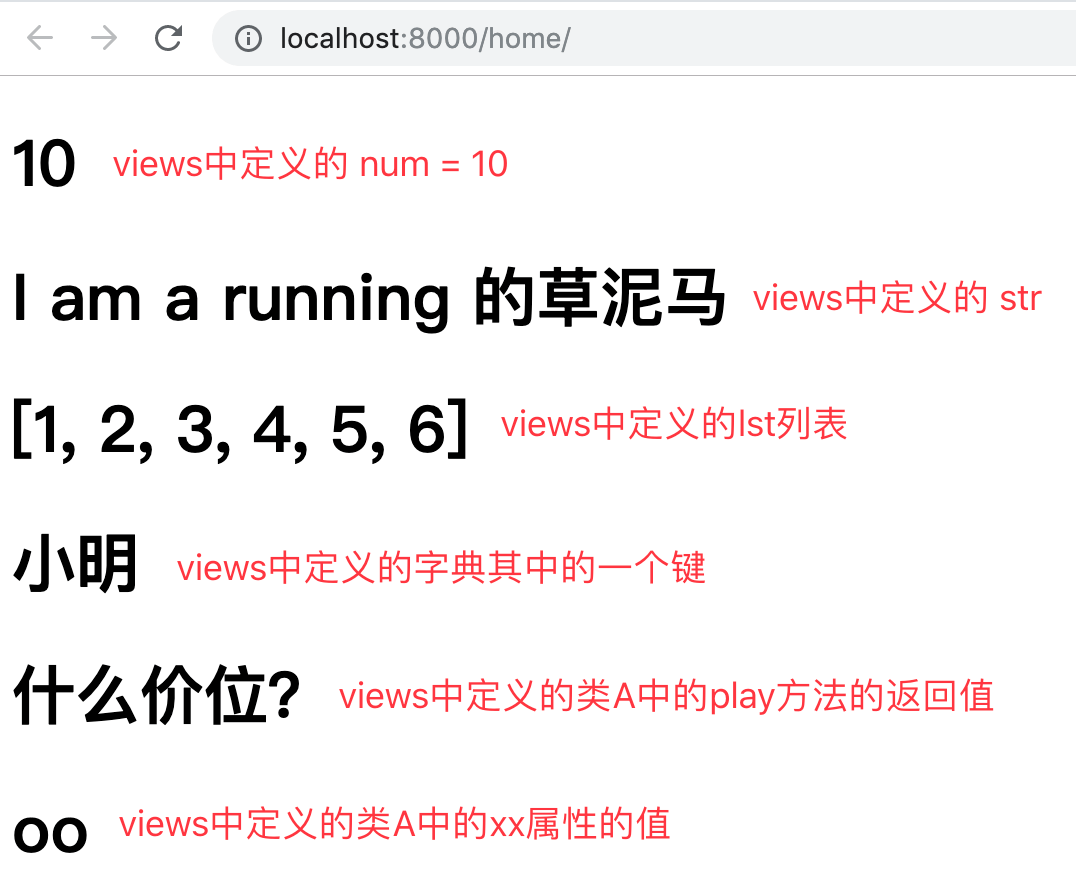 localhost:8000/home/
10 views中定义的 num = 10
I am a running 的草泥马 views中定义的 str
[1, 2, 3, 4, 5, 6] views中定义的lst列表
小明 views中定义的字典其中的一个键
什么价位? views中定义的类A中的play方法的返回值
oo views中定义的类A中的xx属性的值